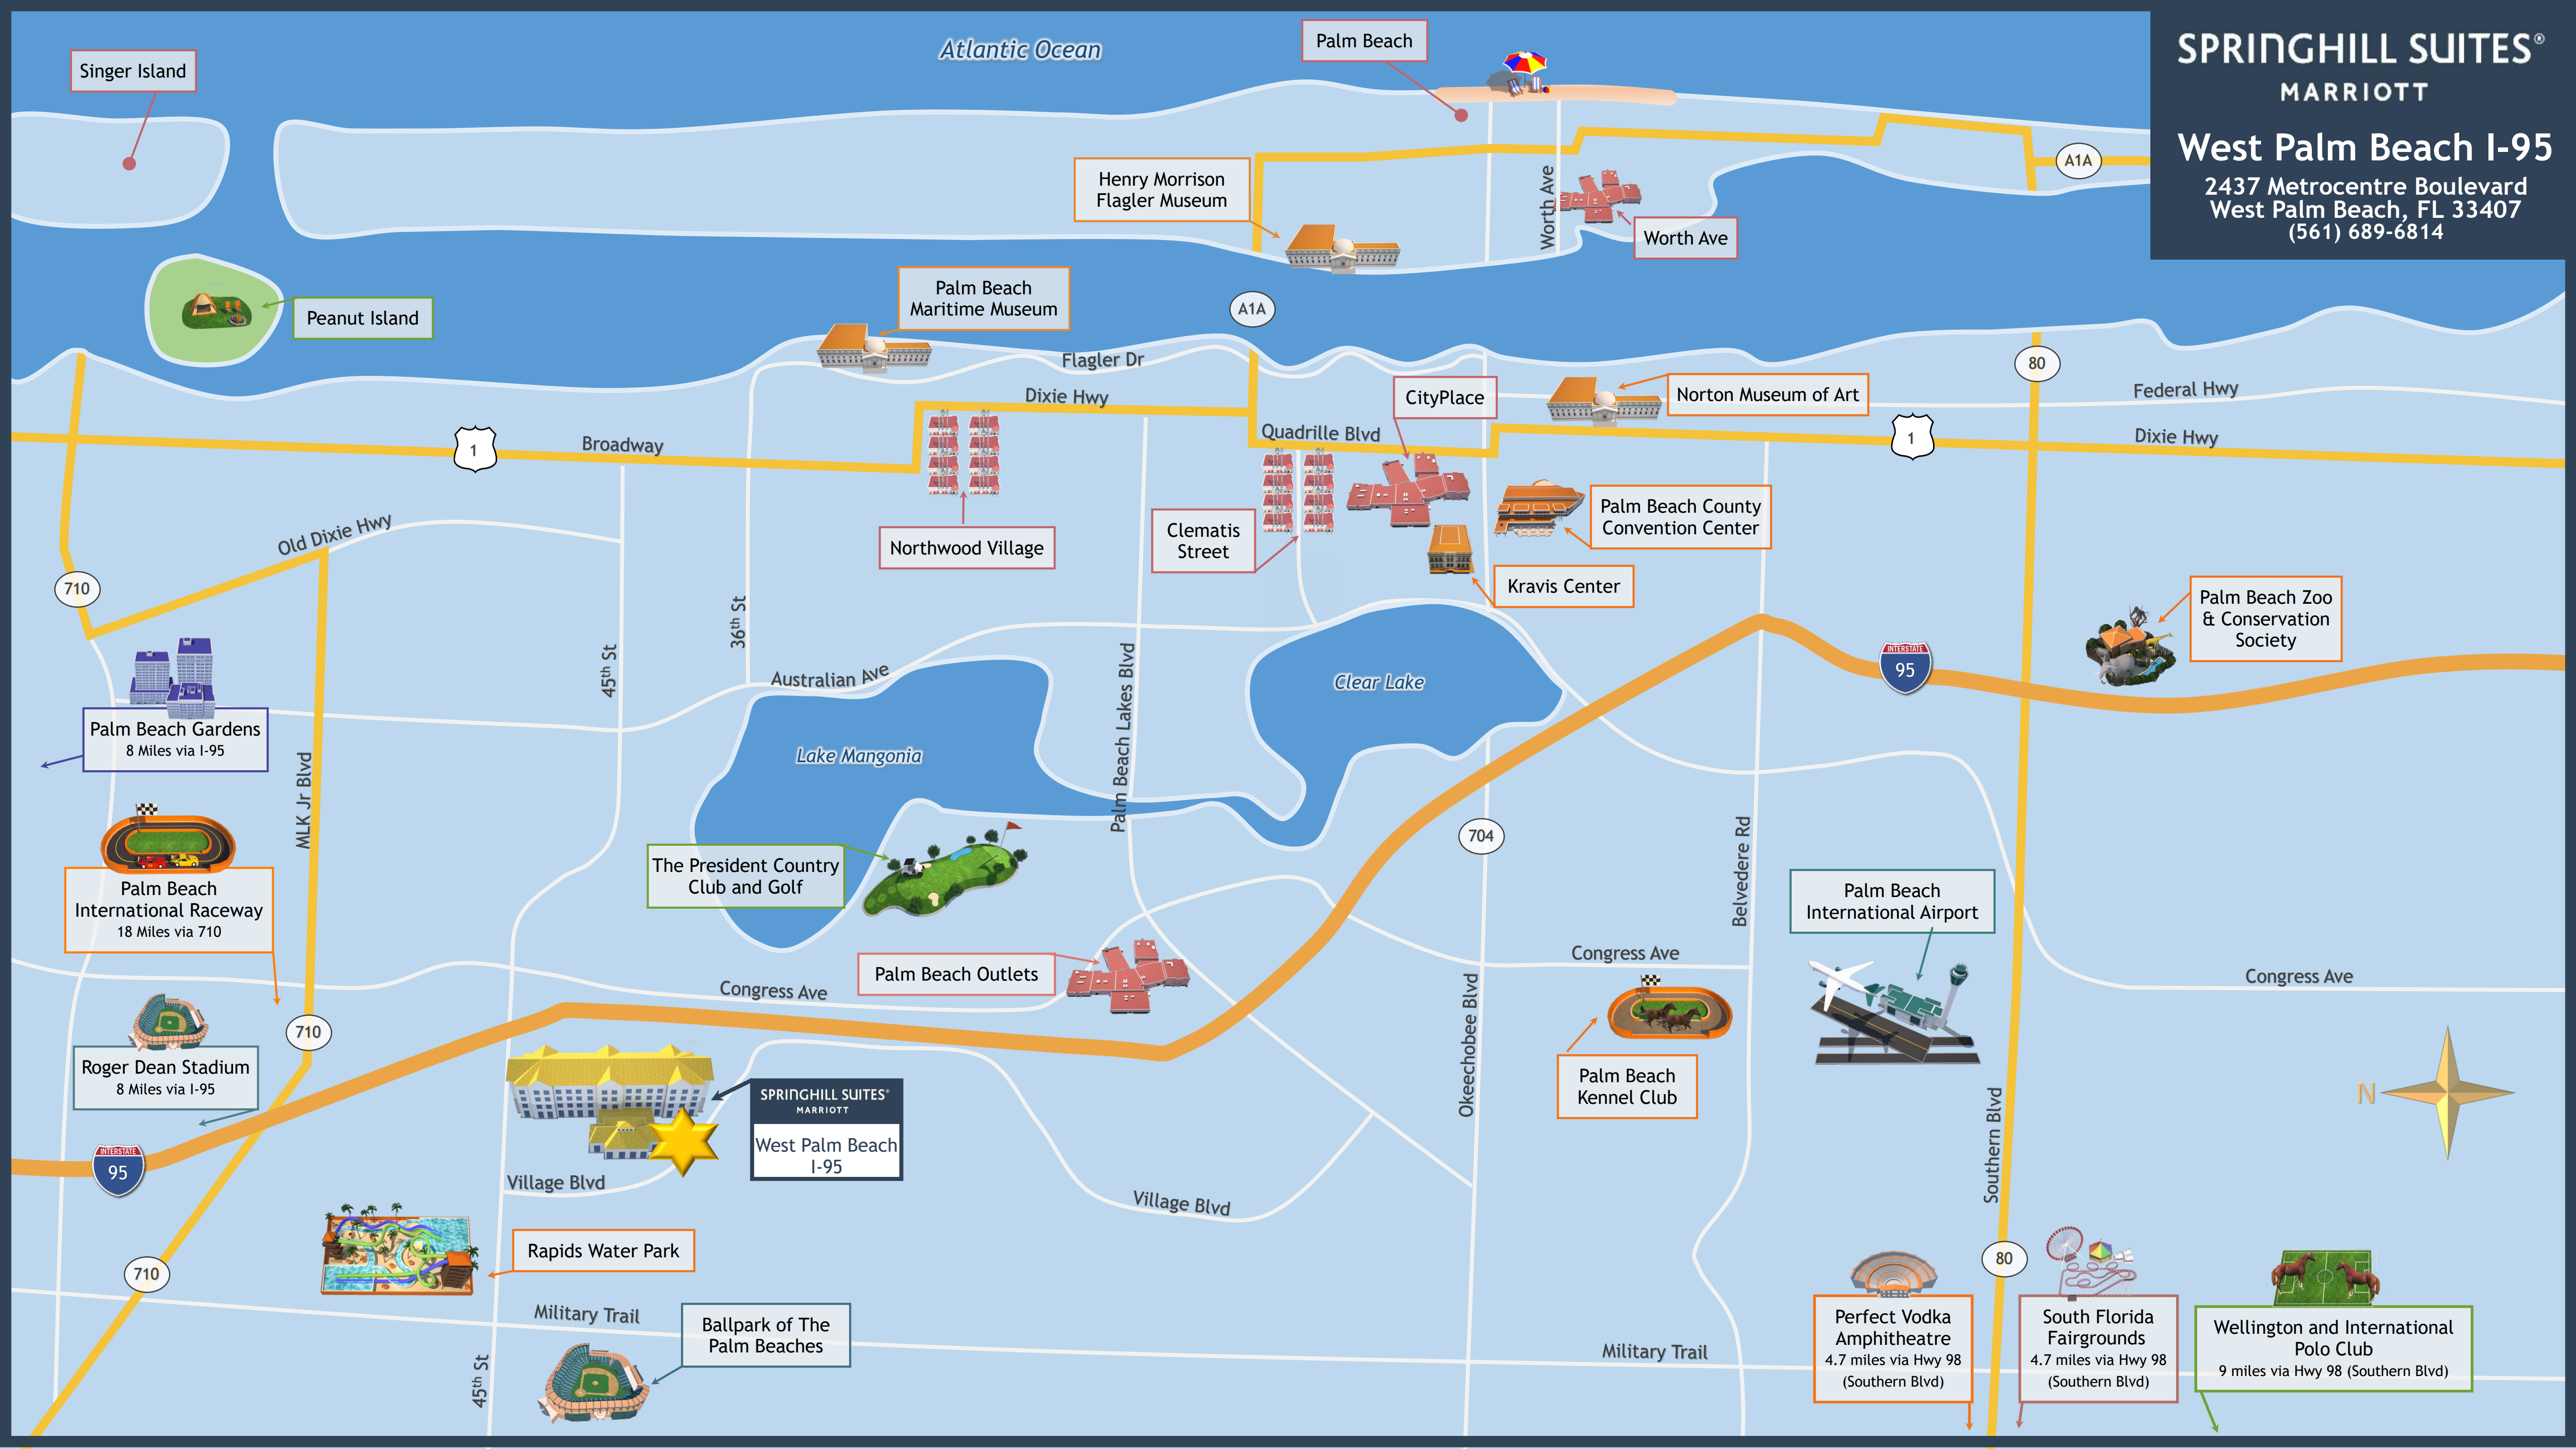 SPRINGHILL SUITES®
MARRIOTT
West Palm Beach I-95
2437 Metrocentre Boulevard
West Palm Beach, FL 33407
(561) 689-6814
Atlantic Ocean
Palm Beach
Singer Island
A1A
Henry Morrison
Flagler Museum
Worth Ave
Worth Ave
Palm Beach
Maritime Museum
A1A
Peanut Island
Flagler Dr
80
Dixie Hwy
CityPlace
Norton Museum of Art
Federal Hwy
1
Broadway
Quadrille Blvd
1
Dixie Hwy
Old Dixie Hwy
Northwood Village
Clematis
Street
Palm Beach County
Convention Center
Kravis Center
710
36th St
45th St
Palm Beach Zoo
& Conservation
Society
Australian Ave
Palm Beach Lakes Blvd
Clear Lake
INTERSTATE
95
Palm Beach Gardens
8 Miles via I-95
Lake Mangonia
MLK Jr Blvd
704
Belvedere Rd
The President Country
Club and Golf
Palm Beach
International Raceway
18 Miles via 710
Palm Beach
International Airport
Palm Beach Outlets
Congress Ave
Congress Ave
Congress Ave
710
Okeechobee Blvd
Roger Dean Stadium
8 Miles via I-95
Palm Beach
Kennel Club
N
SPRINGHILL SUITES®
MARRIOTT
West Palm Beach
I-95
INTERSTATE
95
Village Blvd
Village Blvd
Southern Blvd
Rapids Water Park
710
80
Military Trail
Ballpark of The
Palm Beaches
45th St
Military Trail
Perfect Vodka
Amphitheatre
4.7 miles via Hwy 98
(Southern Blvd)
South Florida
Fairgrounds
4.7 miles via Hwy 98
(Southern Blvd)
Wellington and International
Polo Club
9 miles via Hwy 98 (Southern Blvd)